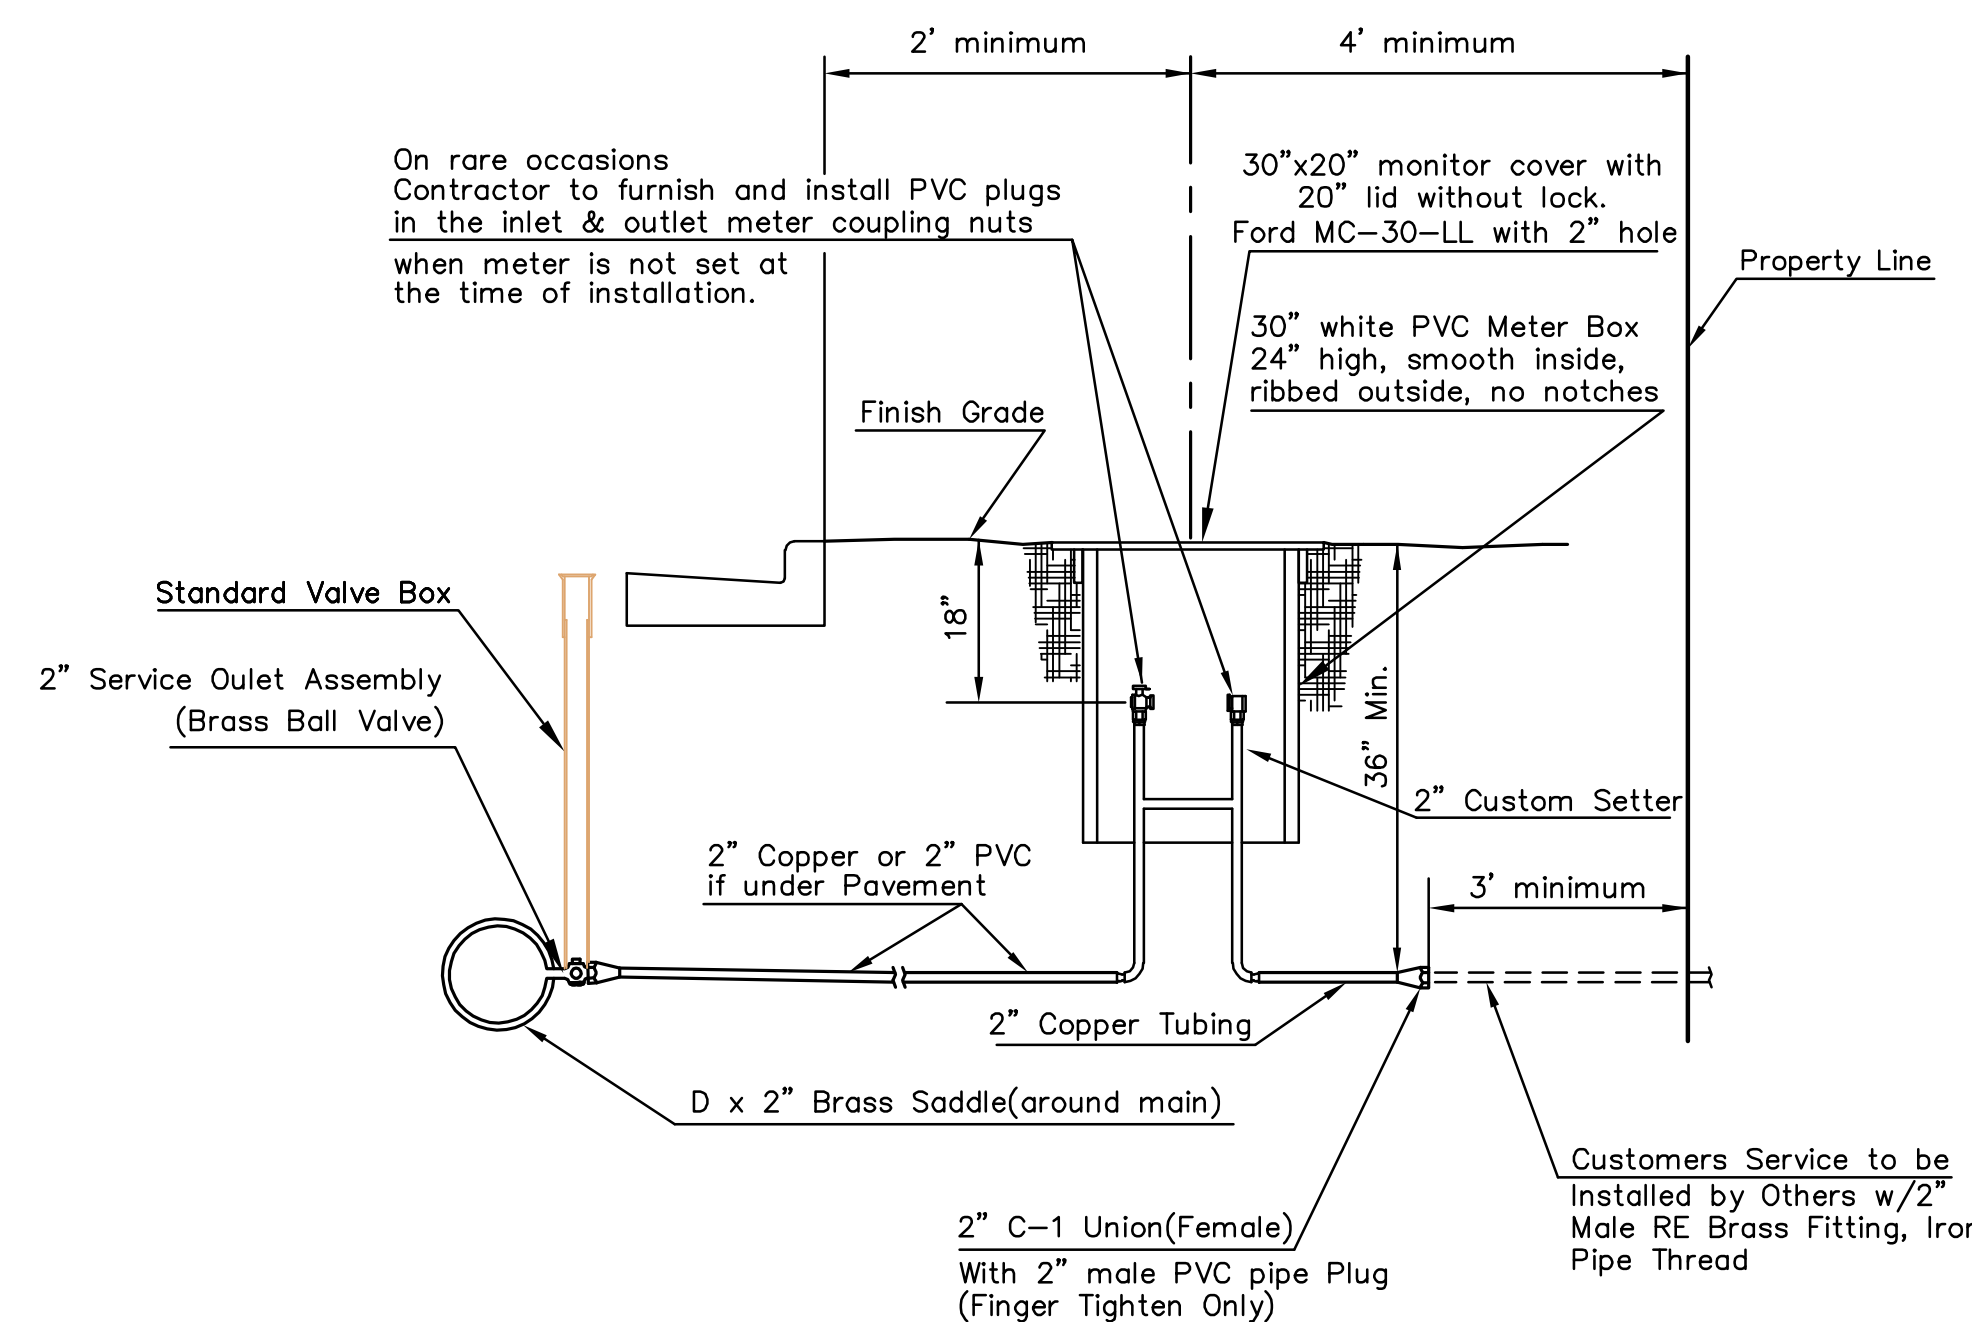 2’ minimum
4’ minimum
On rare occasions
Contractor to furnish and install PVC plugs
in the inlet & outlet meter coupling nuts
when meter is not set at
the time of installation.
30”x20” monitor cover with
20” lid without lock.
Ford MC-30-LL with 2” hole
Property Line
30” white PVC Meter Box
24” high, smooth inside,
ribbed outside, no notches
Finish Grade
18”
Standard Valve Box
2” Service Oulet Assembly
(Brass Ball Valve)
36” Min.
2” Custom Setter
2” Copper or 2” PVC
if under Pavement
3’ minimum
2” Copper Tubing
D x 2” Brass Saddle(around main)
Customers Service to be
Installed by Others w/2”
Male RE Brass Fitting, Iron
Pipe Thread
2” C-1 Union(Female)
With 2” male PVC pipe Plug
(Finger Tighten Only)